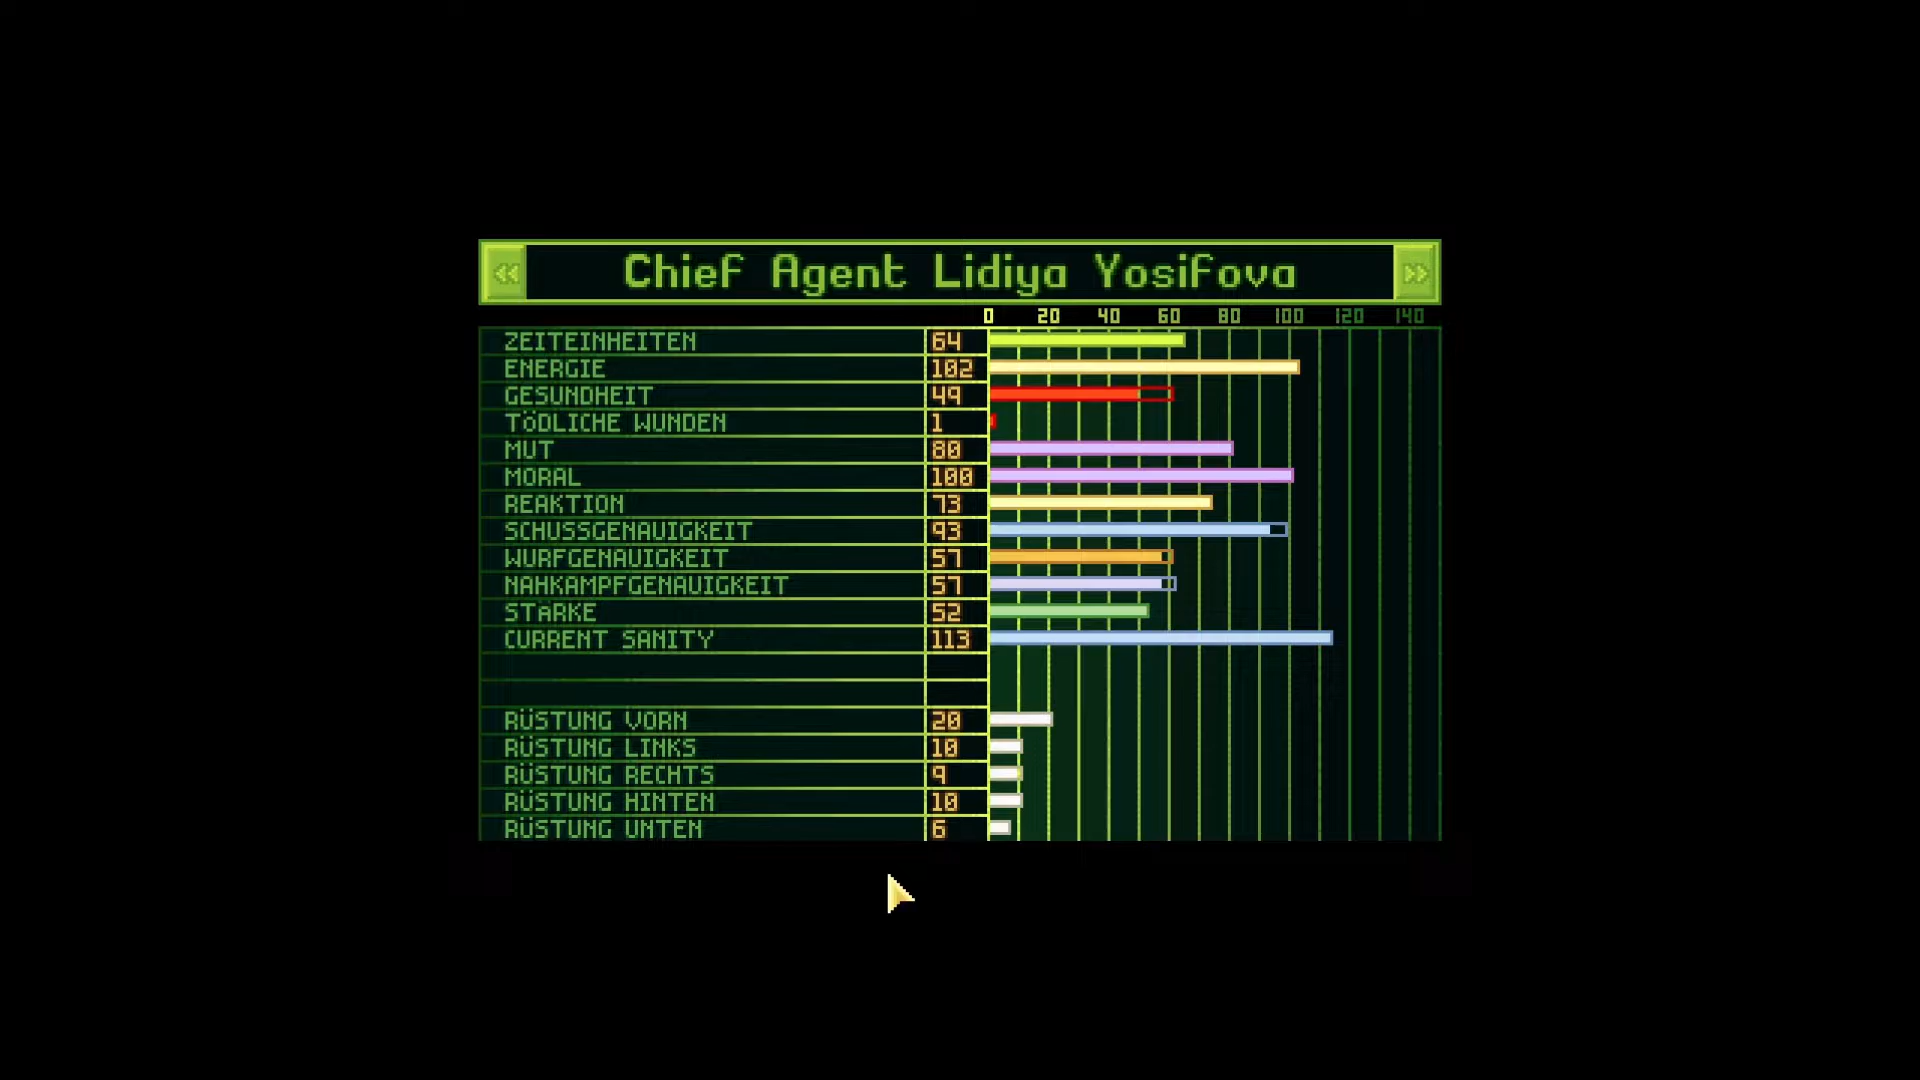 « Chief Agent Lidiya Yosifova »
0 20 40 60 80 100 120 140
ZEITEINHEITEN 64
ENERGIE 102
GESUNDHEIT 49
TÖDLICHE WUNDEN 1
MUT 80
MORAL 100
REAKTION 73
SCHUSSGENAUIGKEIT 93
WURFGENAUIGKEIT 57
NAHKAMPFGENAUIGKEIT 57
STÄRKE 52
CURRENT SANITY 113
RÜSTUNG VORN 20
RÜSTUNG LINKS 10
RÜSTUNG RECHTS 9
RÜSTUNG HINTEN 10
RÜSTUNG UNTEN 6